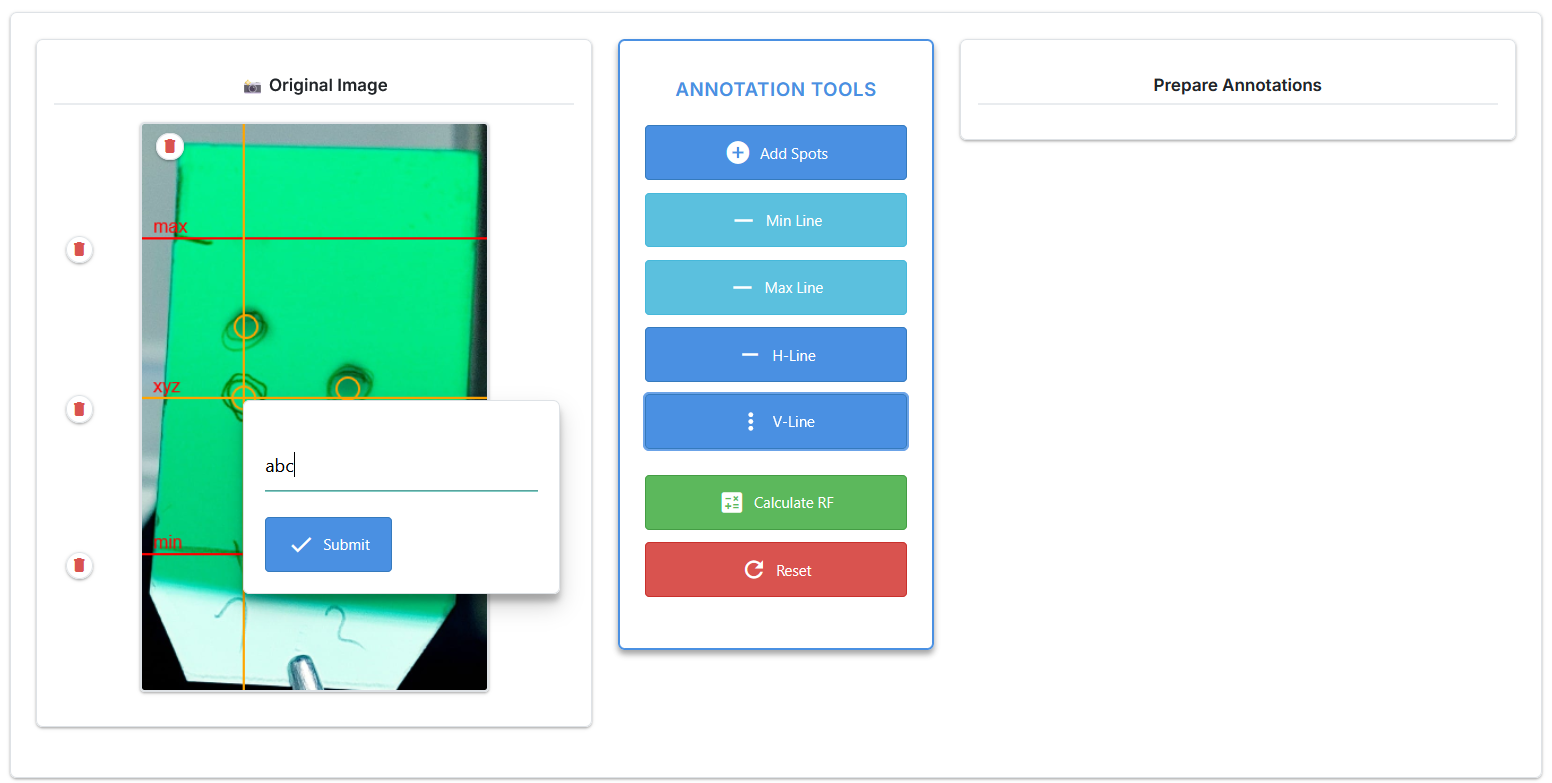 Original Image
max
xyz
abc
min
Submit
2
ANNOTATION TOOLS
Add Spots
Min Line
Max Line
H-Line
V-Line
Calculate RF
Reset
Prepare Annotations